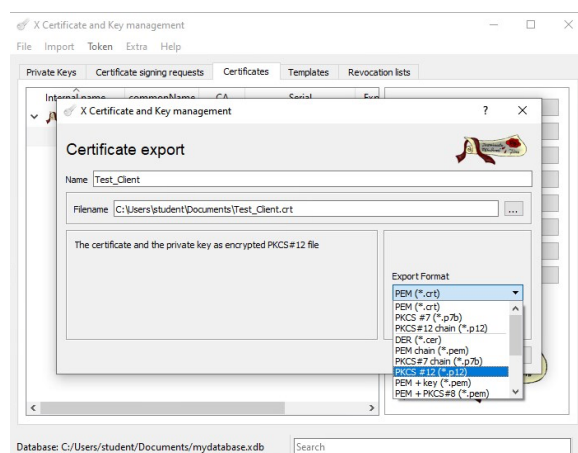 X Certificate and Key management
File Import Token Extra Help
Private Keys Certificate signing requests Certificates Templates Revocation lists
Internal name commonName CA Serial
X Certificate and Key management ? X
Certificate export
Name Test_Client
Filename C:\Users\student\Documents\Test_Client.crt ...
The certificate and the private key as encrypted PKCS#12 file
Export Format
PEM (*.crt)
PEM (*.crt)
PKCS #7 (*.p7b)
PKCS#12 chain (*.p12)
DER (*.cer)
PEM chain (*.pem)
PKCS#7 chain (*.p7b)
PKCS #12 (*.p12)
PEM + key (*.pem)
PEM + PKCS#8 (*.pem)
Database: C:/Users/student/Documents/mydatabase.xdb Search